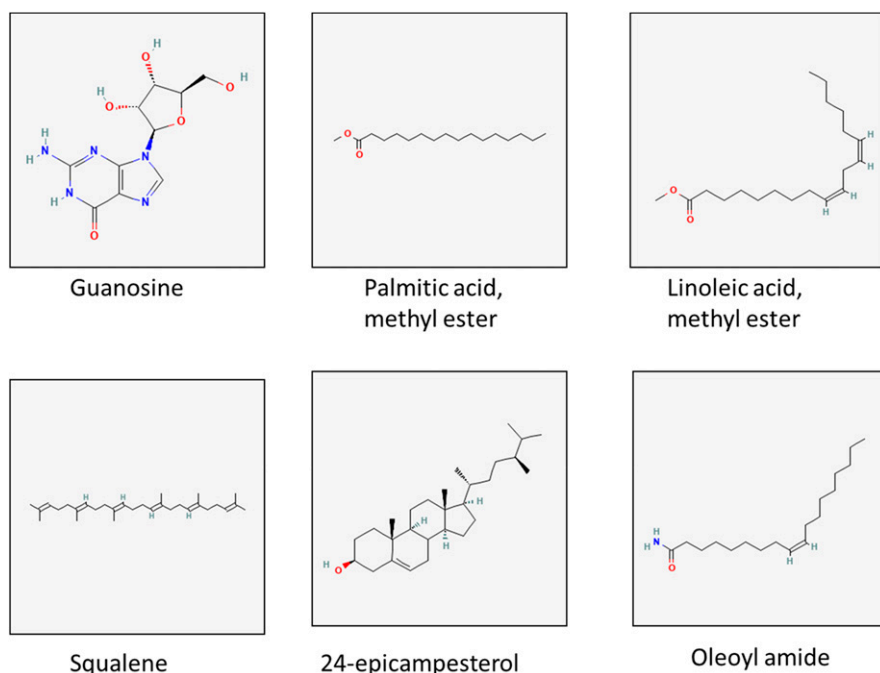 H
H
O
H
O
O
H
O
H
N
H
N
N
H
N
N
O
Guanosine
O
O
Palmitic acid,
methyl ester
H
H
O
O
H
H
Linoleic acid,
methyl ester
H
H
H
H
Squalene
H
H
H
H
O
24-epicampesterol
H
N
H
O
H
H
Oleoyl amide